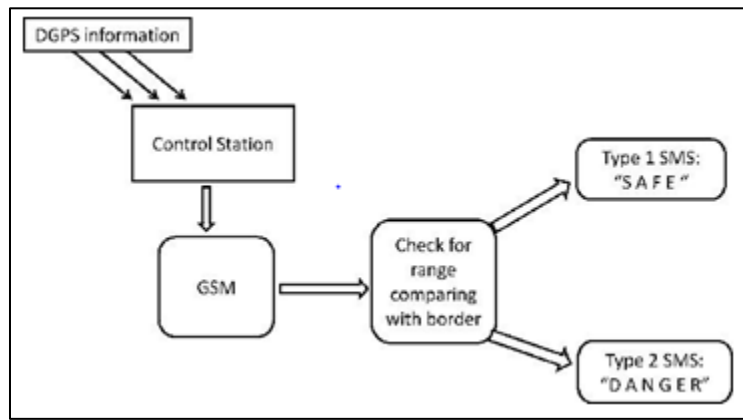 DGPS information
Control Station
GSM
Check for
range
comparing
with border
Type 1 SMS:
“S A F E “
Type 2 SMS:
“D A N G E R”